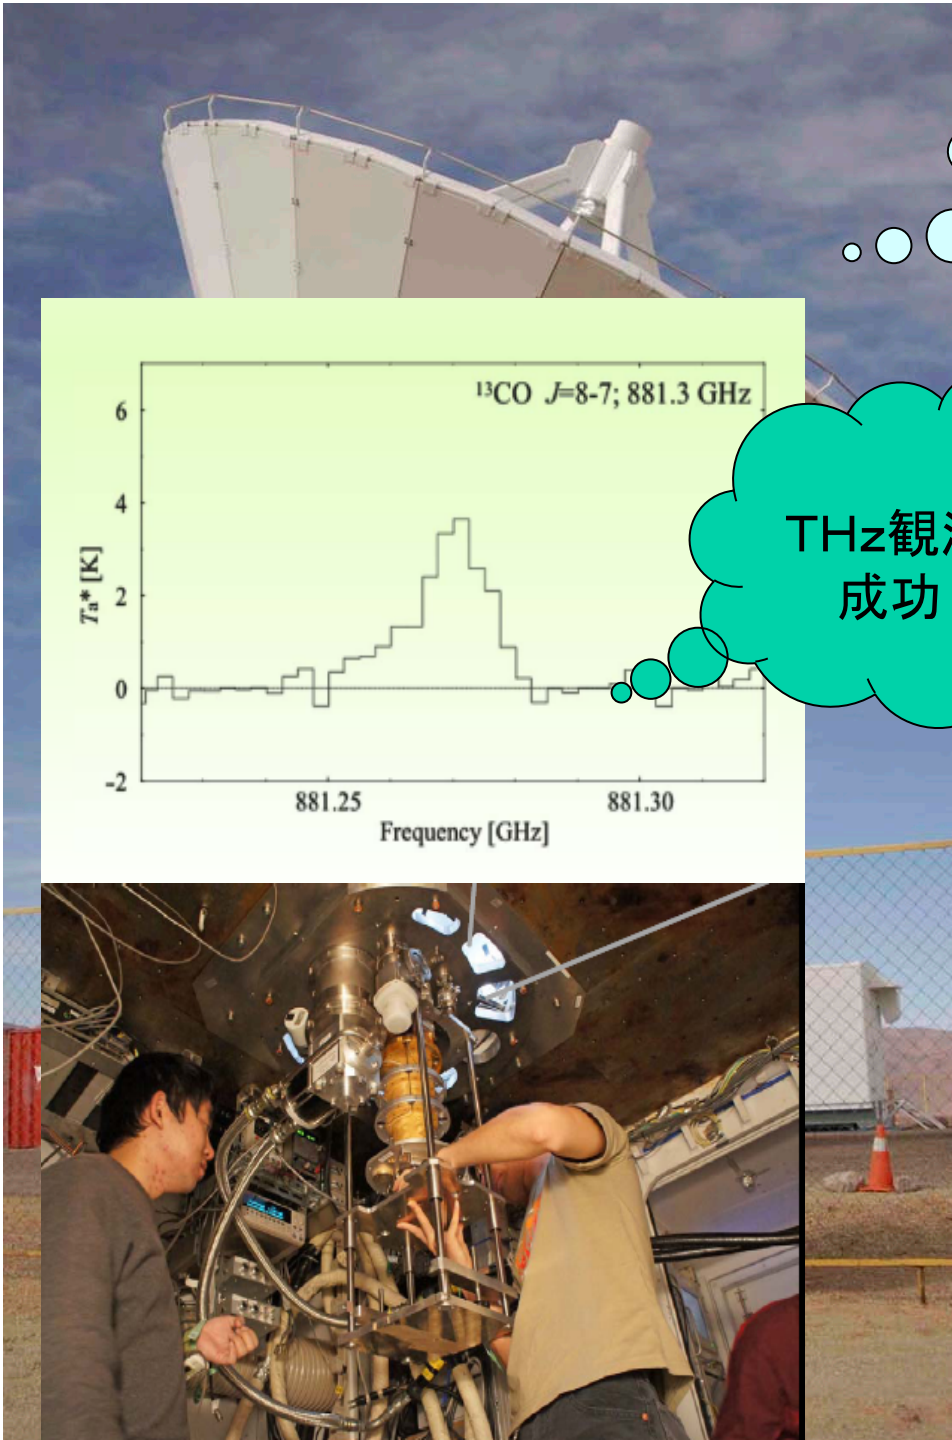 ¹³CO J=8-7; 881.3 GHz
6
4
2
0
-2
Ta* [K]
881.25
881.30
Frequency [GHz]
THz観
成功